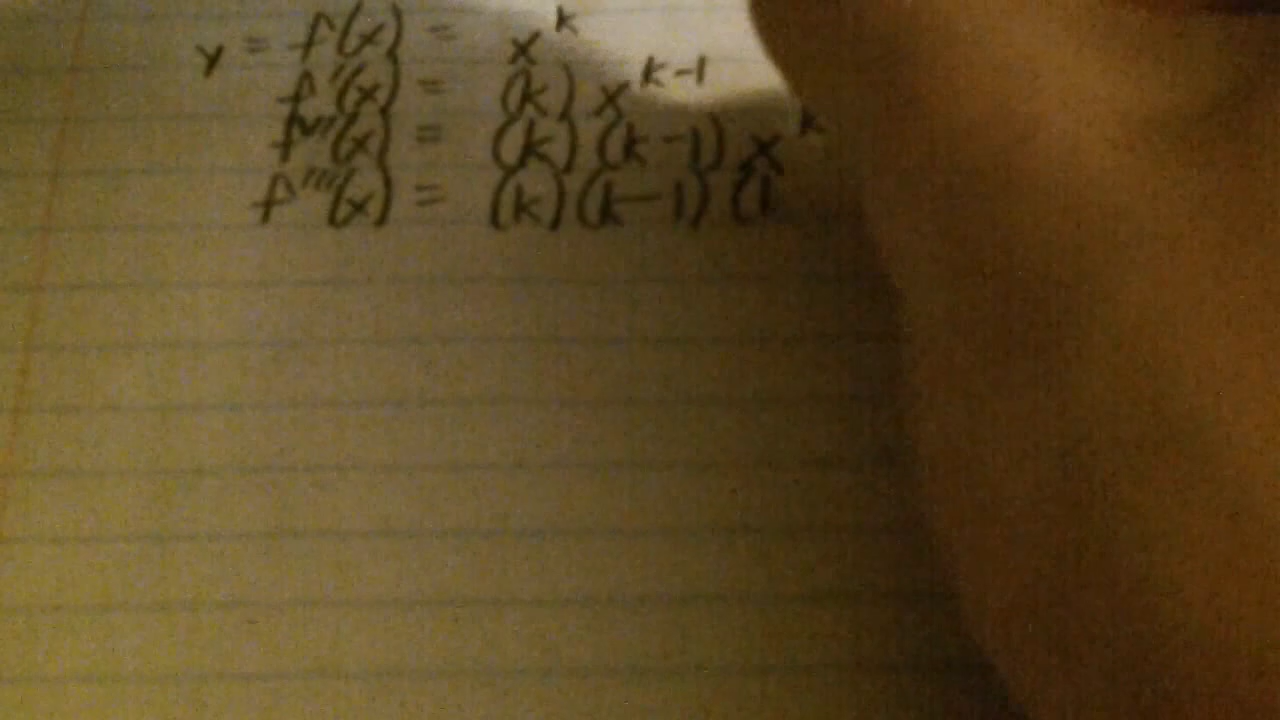 y = f(x) = x^k
f'(x) = (k) x^{k-1}
f''(x) = (k) (k-1) x^k
f'''(x) = (k) (k-1) (